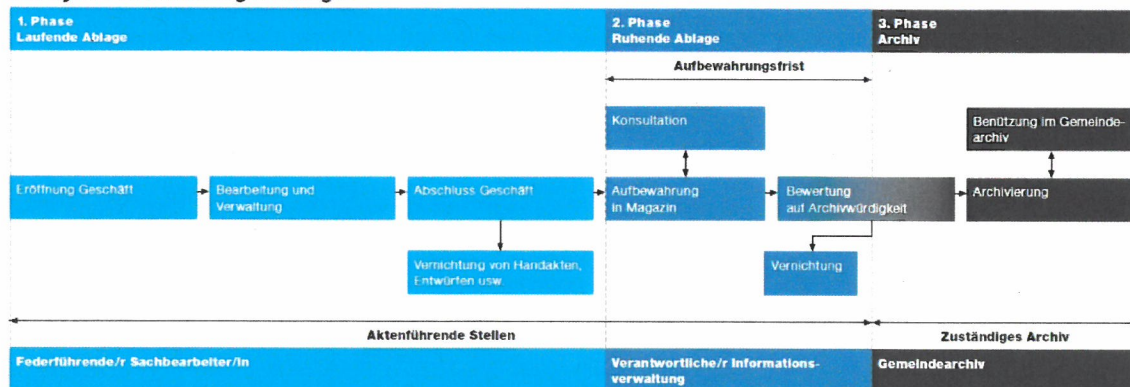 1. Phase
Laufende Ablage
2. Phase
Ruhende Ablage
3. Phase
Archiv
Aufbewahrungsfrist
Konsultation
Benützung im Gemeinde-
archiv
Eröffnung Geschäft
Bearbeitung und
Verwaltung
Abschluss Geschäft
Aufbewahrung
in Magazin
Bewertung
auf Archivwürdigkeit
Archivierung
Vernichtung von Handakten,
Entwürfen usw.
Vernichtung
Aktenführende Stellen
Zuständiges Archiv
Federführende/r Sachbearbeiter/in
Verantwortliche/r Informations-
verwaltung
Gemeindearchiv